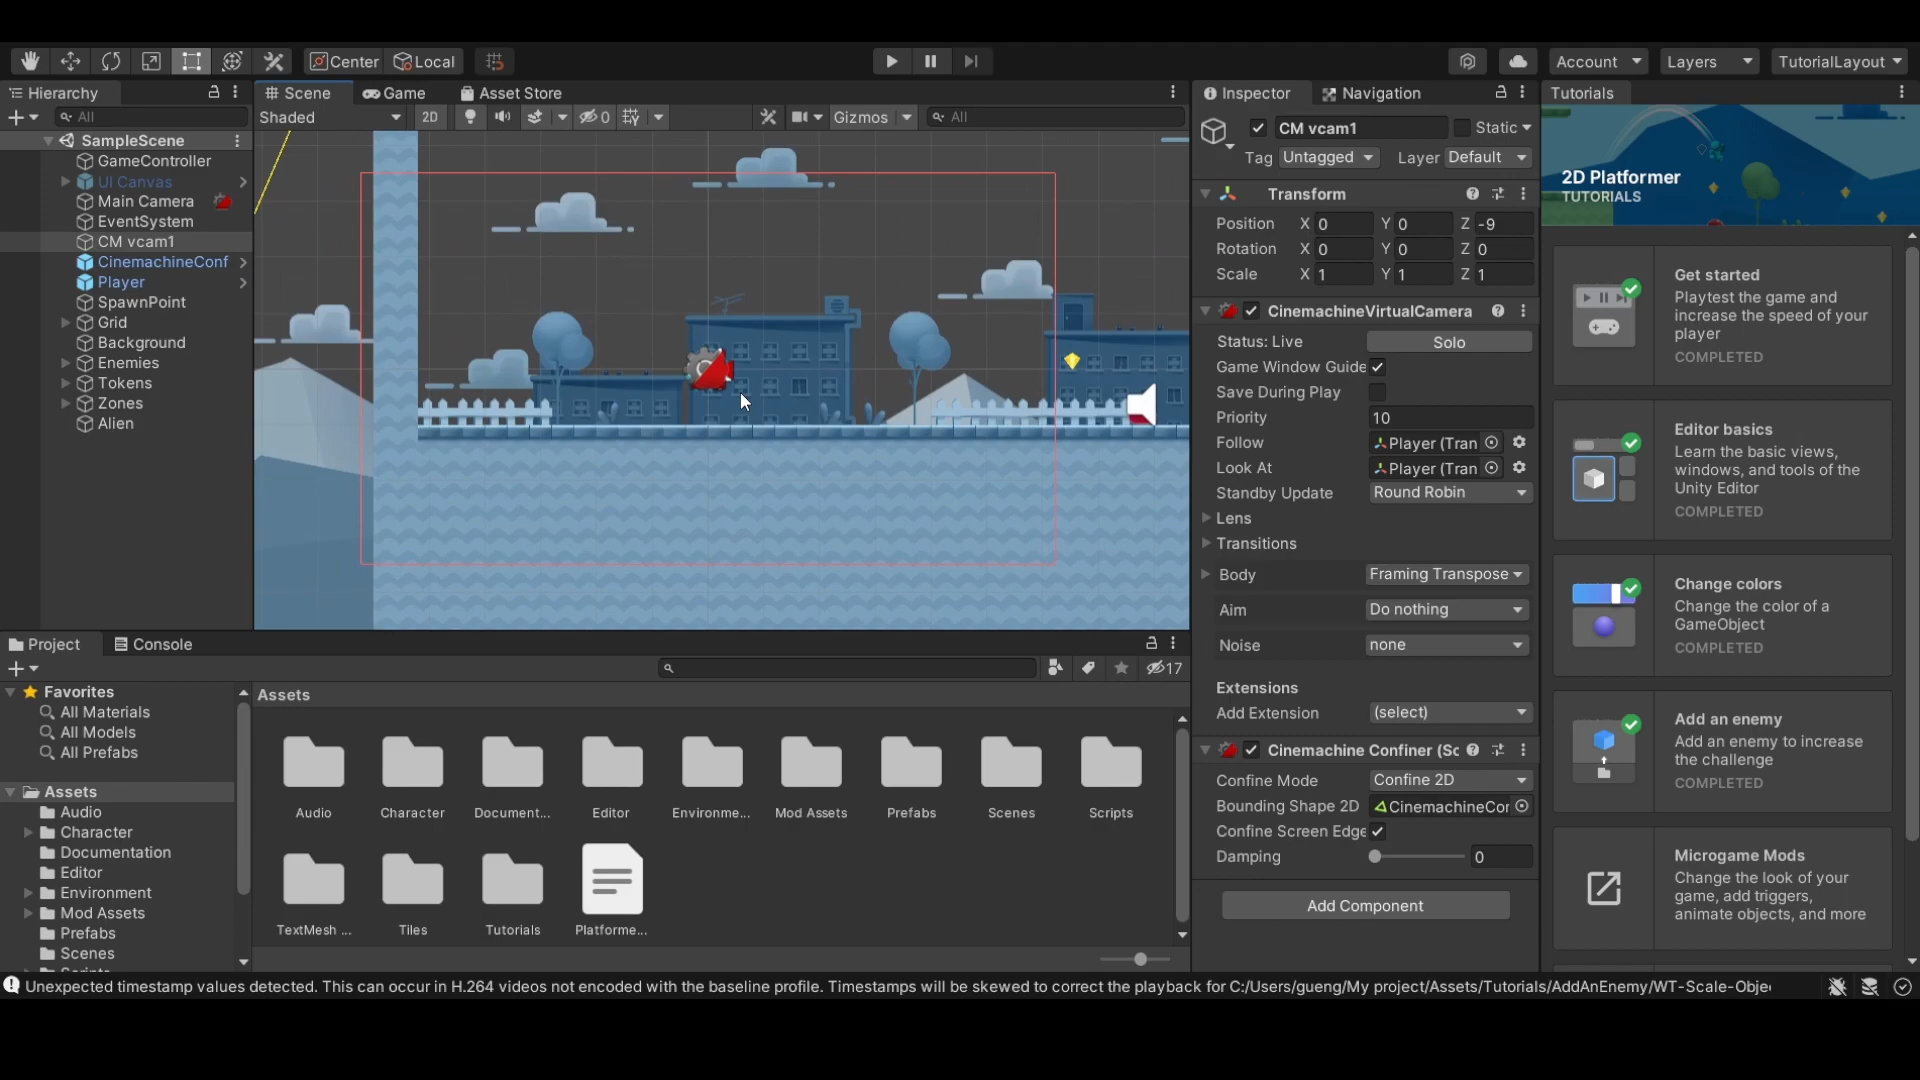 Center
Local
Account
Layers
TutorialLayout
Hierarchy
All
SampleScene
GameController
UI Canvas
Main Camera
EventSystem
CM vcam1
CinemachineConf
Player
SpawnPoint
Grid
Background
Enemies
Tokens
Zones
Alien
Scene
Game
Asset Store
Shaded
2D
0
Gizmos
All
Inspector
Navigation
CM vcam1
Static
Tag Untagged
Layer Default
Transform
Position X 0 Y 0 Z -9
Rotation X 0 Y 0 Z 0
Scale X 1 Y 1 Z 1
CinemachineVirtualCamera
Status: Live
Solo
Game Window Guide
Save During Play
Priority 10
Follow Player (Tran
Look At Player (Tran
Standby Update Round Robin
Lens
Transitions
Body Framing Transpose
Aim Do nothing
Noise none
Extensions
Add Extension (select)
Cinemachine Confiner (Sc
Confine Mode Confine 2D
Bounding Shape 2D CinemachineCor
Confine Screen Edge
Damping 0
Add Component
Tutorials
2D Platformer
TUTORIALS
Get started
Playtest the game and
increase the speed of your
player
COMPLETED
Editor basics
Learn the basic views,
windows, and tools of the
Unity Editor
COMPLETED
Change colors
Change the color of a
GameObject
COMPLETED
Add an enemy
Add an enemy to increase
the challenge
COMPLETED
Microgame Mods
Change the look of your
game, add triggers,
animate objects, and more
Project
Console
17
Favorites
All Materials
All Models
All Prefabs
Assets
Audio
Character
Documentation
Editor
Environment
Mod Assets
Prefabs
Scenes
Assets
Audio
Character
Document...
Editor
Environme...
Mod Assets
Prefabs
Scenes
Scripts
TextMesh ...
Tiles
Tutorials
Platforme...
Unexpected timestamp values detected. This can occur in H.264 videos not encoded with the baseline profile. Timestamps will be skewed to correct the playback for C:/Users/gueng/My project/Assets/Tutorials/AddAnEnemy/WT-Scale-Obje